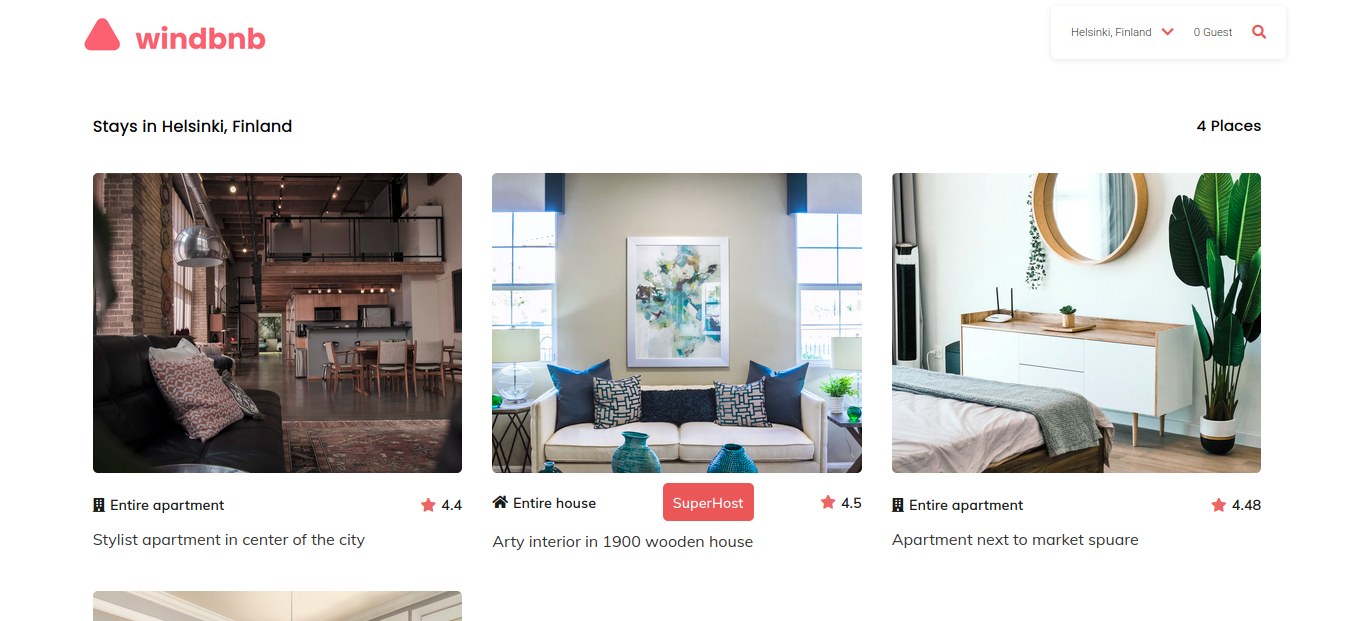 windbnb
Helsinki, Finland 0 Guest
Stays in Helsinki, Finland
4 Places
Entire apartment 4.4
Stylist apartment in center of the city
Entire house SuperHost 4.5
Arty interior in 1900 wooden house
Entire apartment 4.48
Apartment next to market spuare